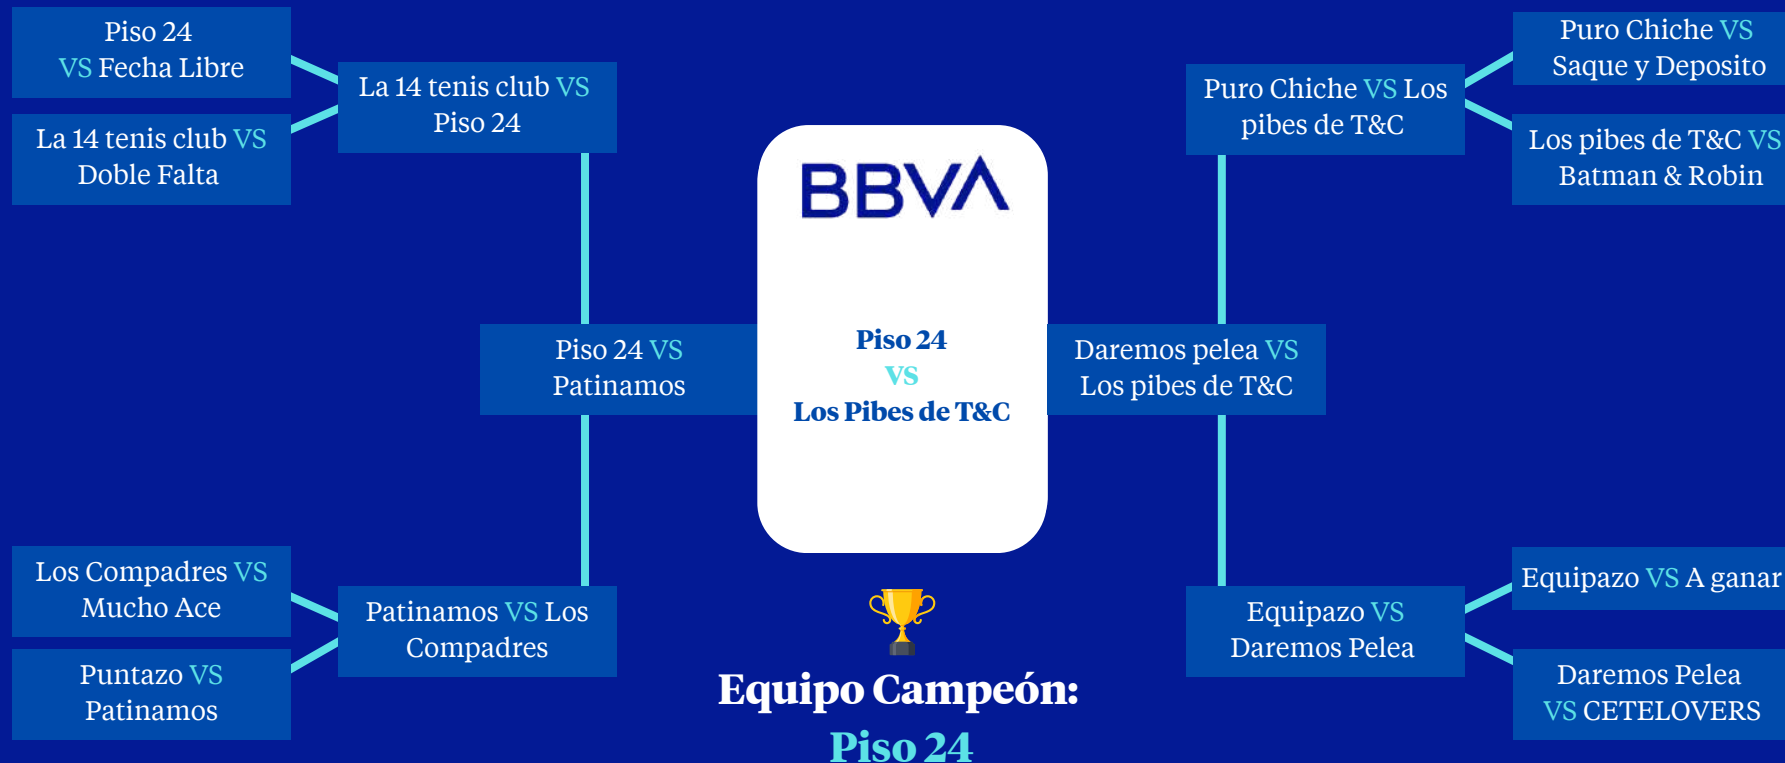 Piso 24
VS Fecha Libre
La 14 tenis club VS
Doble Falta
La 14 tenis club VS
Piso 24
Piso 24 VS
Patinamos
Los Compadres VS
Mucho Ace
Puntazo VS
Patinamos
Patinamos VS Los
Compadres
BBVA
Piso 24
VS
Los Pibes de T&C
Equipo Campeón:
Piso 24
Puro Chiche VS Los
pibes de T&C
Puro Chiche VS
Saque y Deposito
Los pibes de T&C VS
Batman & Robin
Daremos pelea VS
Los pibes de T&C
Equipazo VS
Daremos Pelea
Equipazo VS A ganar
Daremos Pelea
VS CETELOVERS